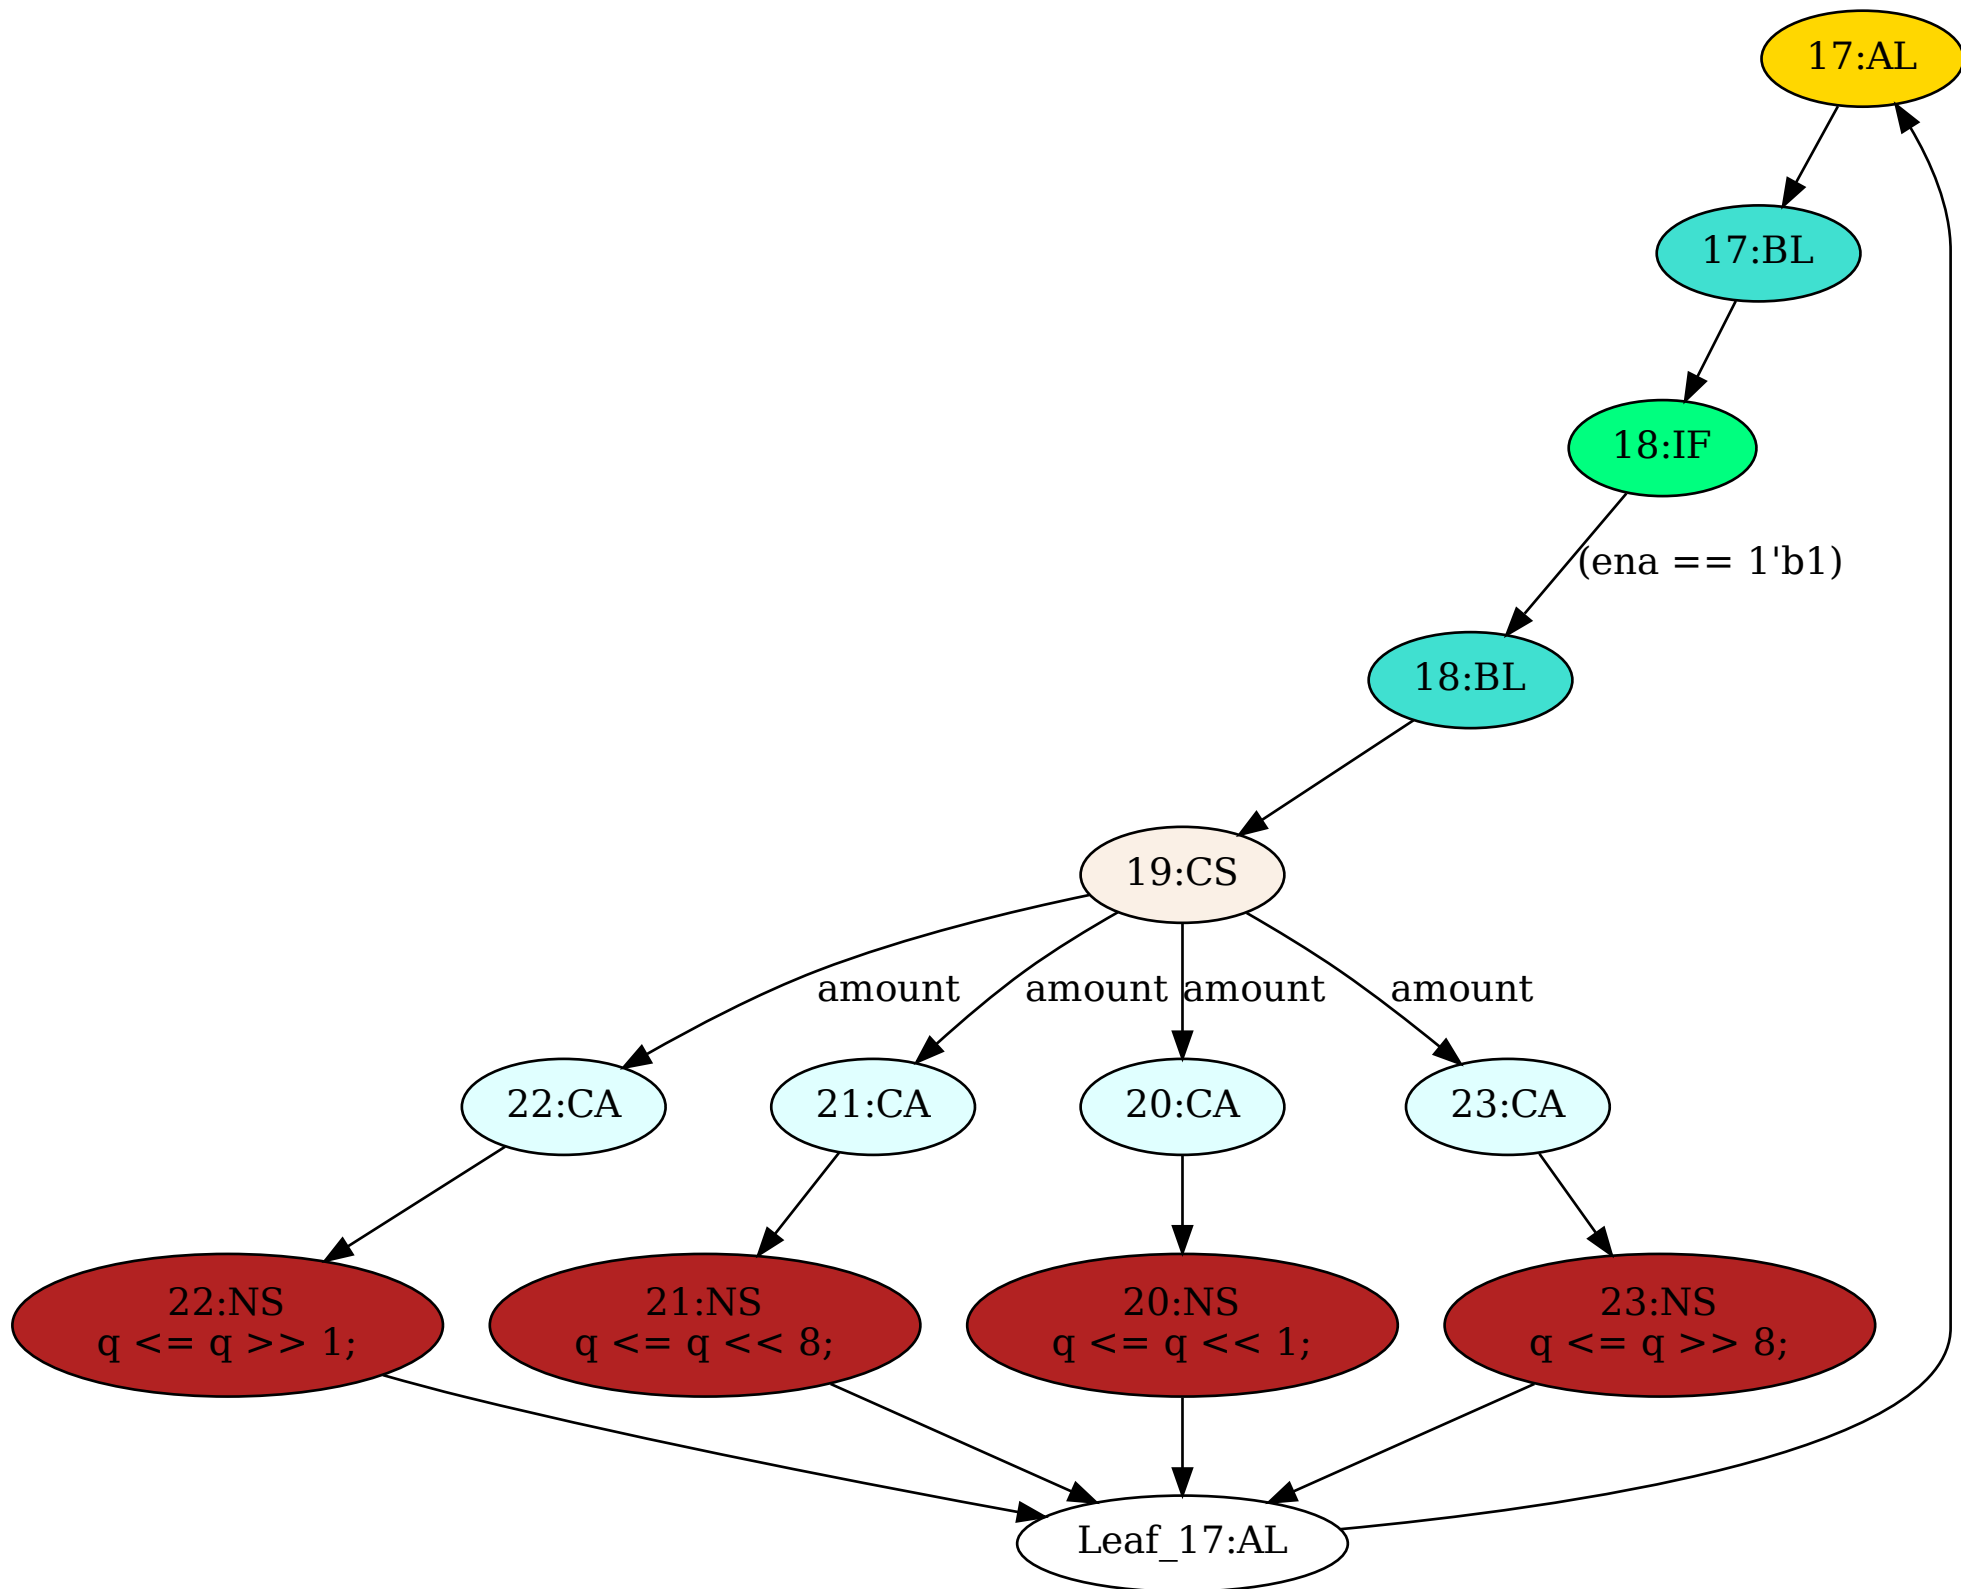 17:AL
17:BL
18:IF
(ena == 1'b1)
18:BL
19:CS
amount
amount
amount
amount
22:CA
21:CA
20:CA
23:CA
22:NS
q <= q >> 1;
21:NS
q <= q << 8;
20:NS
q <= q << 1;
23:NS
q <= q >> 8;
Leaf_17:AL